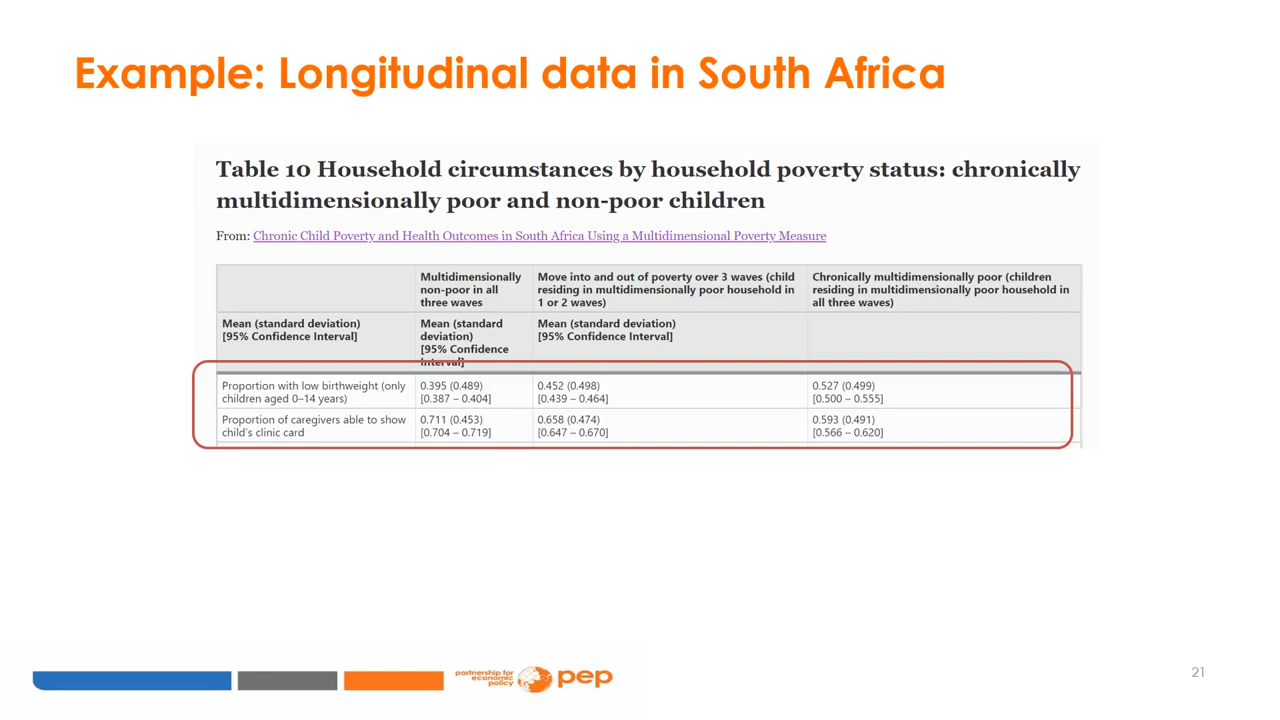 Example: Longitudinal data in South Africa
Table 10 Household circumstances by household poverty status: chronically
multidimensionally poor and non-poor children
From: Chronic Child Poverty and Health Outcomes in South Africa Using a Multidimensional Poverty Measure
Multidimensionally
non-poor in all
three waves
Move into and out of poverty over 3 waves (child
residing in multidimensionally poor household in
1 or 2 waves)
Chronically multidimensionally poor (children
residing in multidimensionally poor household in
all three waves)
Mean (standard deviation)
[95% Confidence Interval]
Mean (standard
deviation)
[95% Confidence
Interval]
Mean (standard deviation)
[95% Confidence Interval]
Proportion with low birthweight (only
children aged 0–14 years)
0.395 (0.489)
[0.387 – 0.404]
0.452 (0.498)
[0.439 – 0.464]
0.527 (0.499)
[0.500 – 0.555]
Proportion of caregivers able to show
child's clinic card
0.711 (0.453)
[0.704 – 0.719]
0.658 (0.474)
[0.647 – 0.670]
0.593 (0.491)
[0.566 – 0.620]
partnership for
economic
policy
pep
21